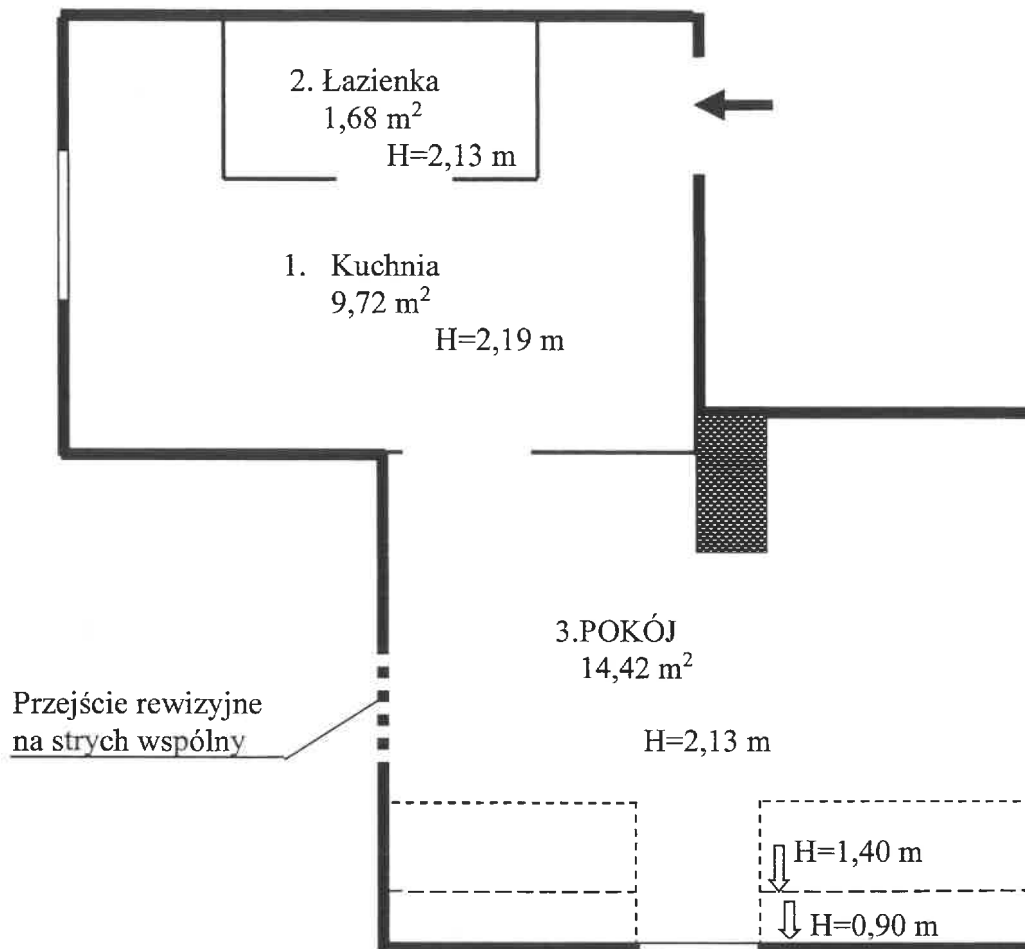 2. Łazienka
1,68 m²
H=2,13 m
1. Kuchnia
9,72 m²
H=2,19 m
3.POKÓJ
14,42 m²
Przejście rewizyjne
na strych wspólny
H=2,13 m
H=1,40 m
H=0,90 m